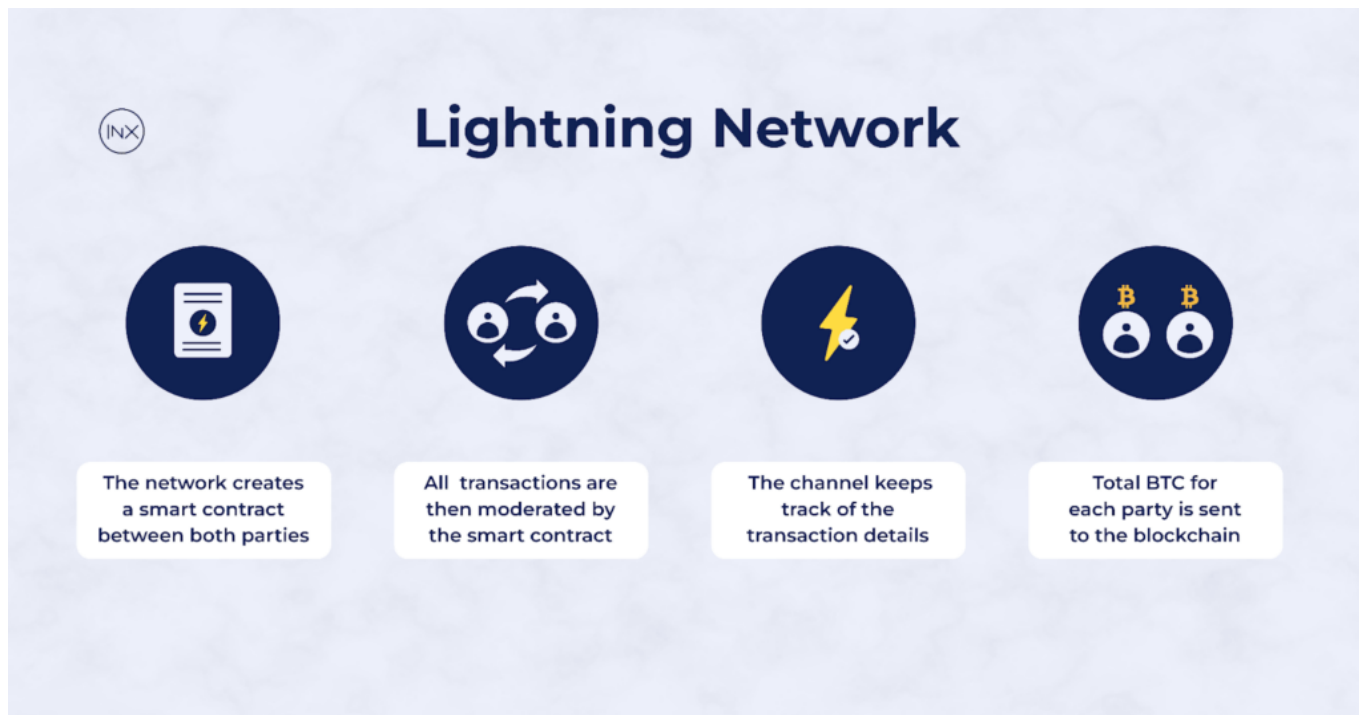 INX
Lightning Network
The network creates
a smart contract
between both parties
All transactions are
then moderated by
the smart contract
The channel keeps
track of the
transaction details
Total BTC for
each party is sent
to the blockchain